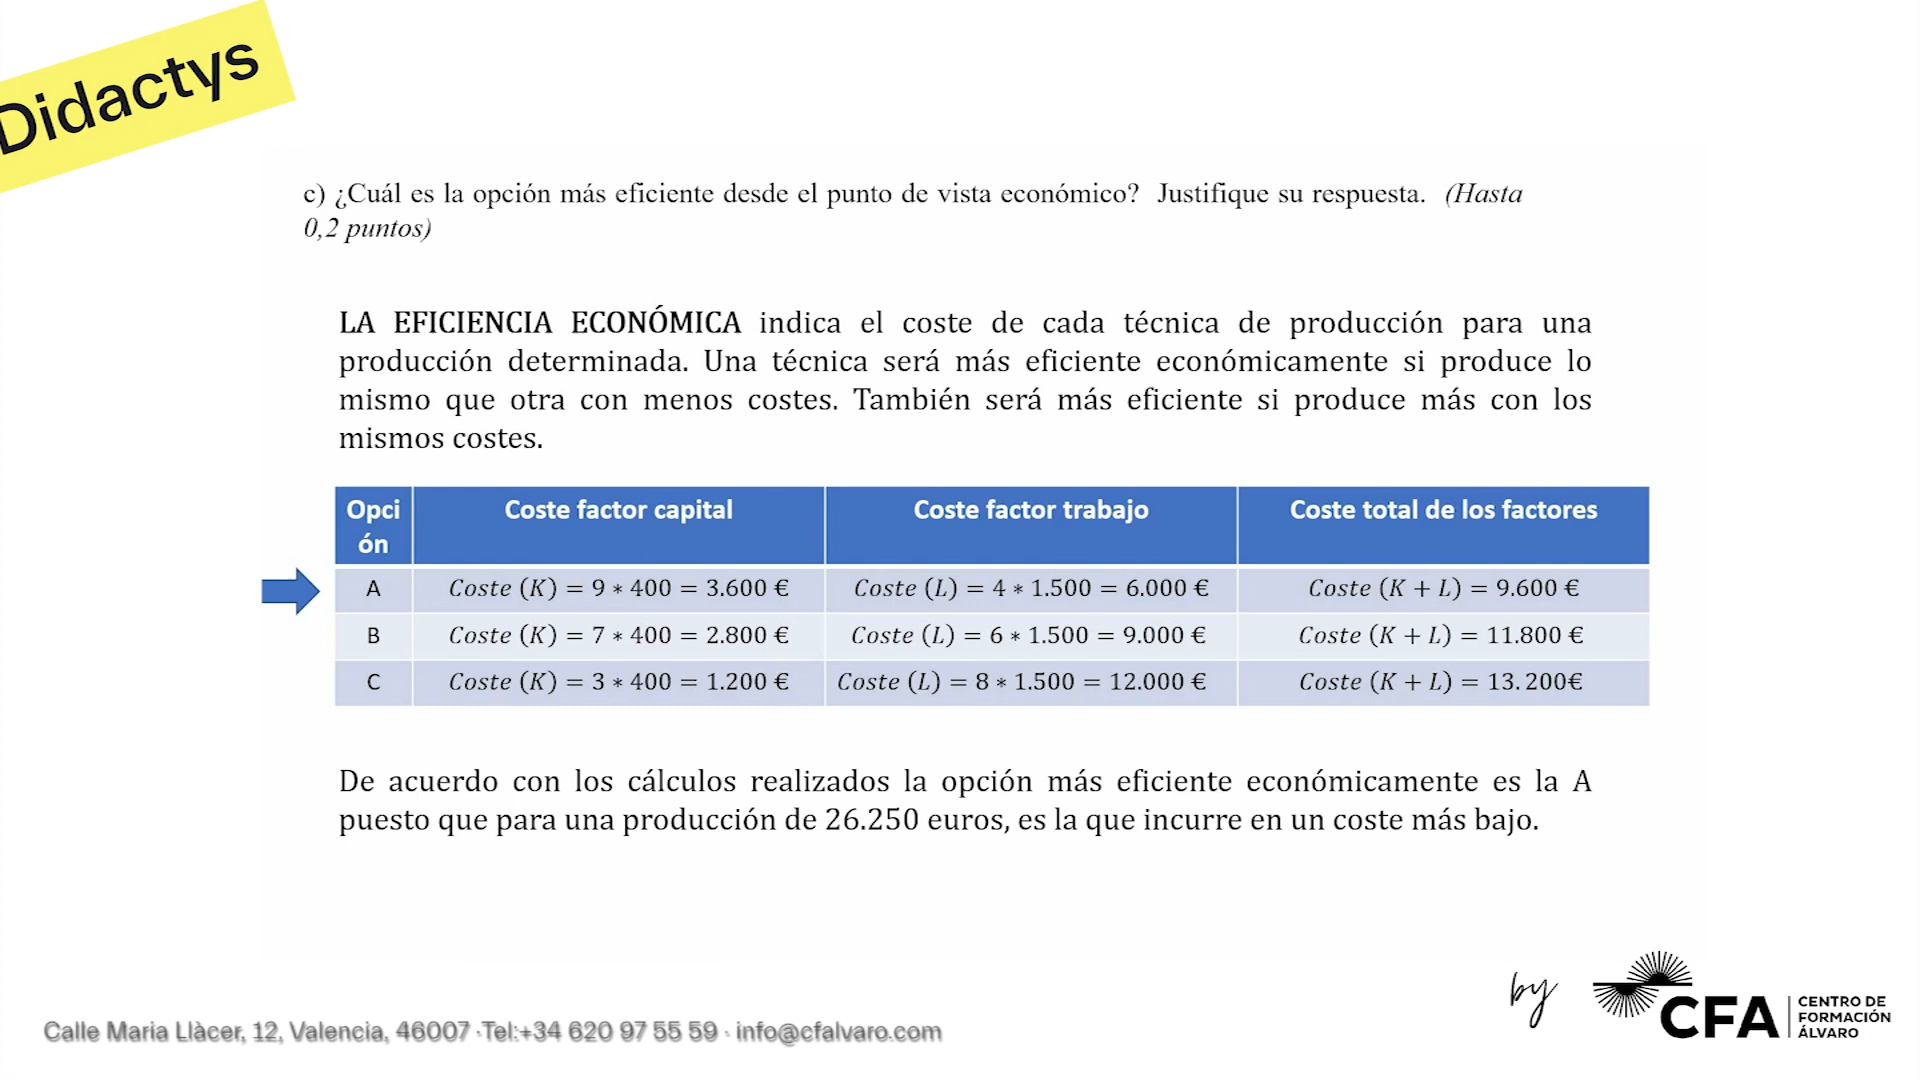 Didactys
c) ¿Cuál es la opción más eficiente desde el punto de vista económico? Justifique su respuesta. (Hasta
0,2 puntos)
LA EFICIENCIA ECONÓMICA indica el coste de cada técnica de producción para una
producción determinada. Una técnica será más eficiente económicamente si produce lo
mismo que otra con menos costes. También será más eficiente si produce más con los
mismos costes.
Opci
ón
Coste factor capital
Coste factor trabajo
Coste total de los factores
A
Coste (K) = 9 * 400 = 3.600 €
Coste (L) = 4 * 1.500 = 6.000 €
Coste (K + L) = 9.600 €
B
Coste (K) = 7 * 400 = 2.800 €
Coste (L) = 6 * 1.500 = 9.000 €
Coste (K + L) = 11.800 €
C
Coste (K) = 3 * 400 = 1.200 €
Coste (L) = 8 * 1.500 = 12.000 €
Coste (K + L) = 13.200€
De acuerdo con los cálculos realizados la opción más eficiente económicamente es la A
puesto que para una producción de 26.250 euros, es la que incurre en un coste más bajo.
by
CFA
CENTRO DE
FORMACIÓN
ÁLVARO
Calle Maria Llàcer, 12, Valencia, 46007 · Tel:+34 620 97 55 59 · info@cfalvaro.com